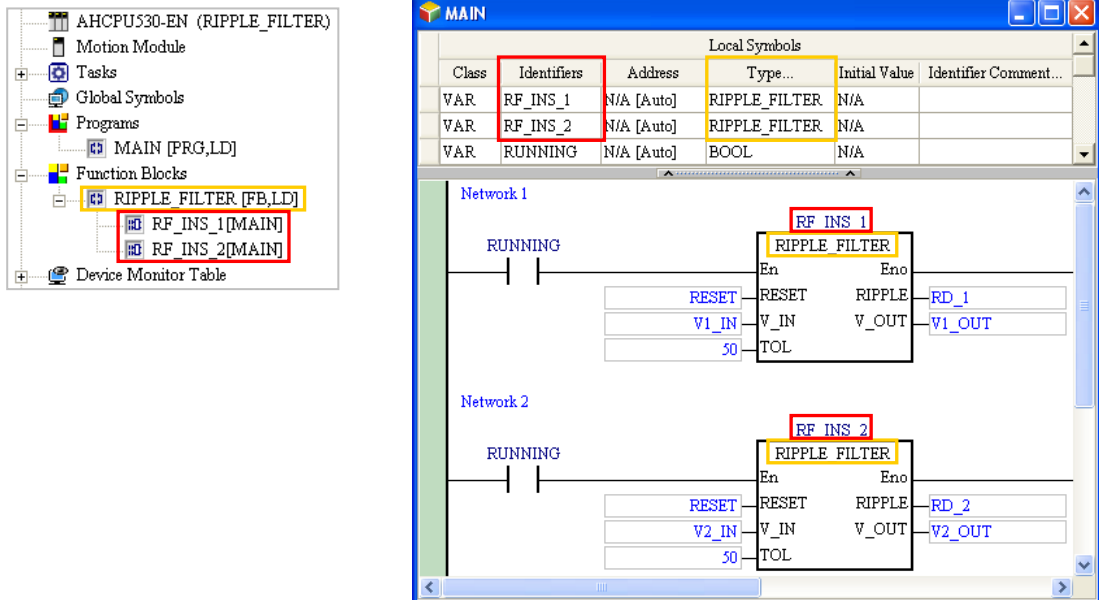 AHCPU530-EN (RIPPLE_FILTER)
Motion Module
Tasks
Global Symbols
Programs
MAIN [PRG,LD]
Function Blocks
RIPPLE_FILTER [FB,LD]
RF_INS_1[MAIN]
RF_INS_2[MAIN]
Device Monitor Table
MAIN
Local Symbols
Class Identifiers Address Type... Initial Value Identifier Comment...
VAR RF_INS_1 N/A [Auto] RIPPLE_FILTER N/A
VAR RF_INS_2 N/A [Auto] RIPPLE_FILTER N/A
VAR RUNNING N/A [Auto] BOOL N/A
Network 1
RF_INS_1
RUNNING RIPPLE_FILTER
En Eno
RESET RESET RIPPLE RD_1
V1_IN V_IN V_OUT V1_OUT
50 TOL
Network 2
RF_INS_2
RUNNING RIPPLE_FILTER
En Eno
RESET RESET RIPPLE RD_2
V2_IN V_IN V_OUT V2_OUT
50 TOL